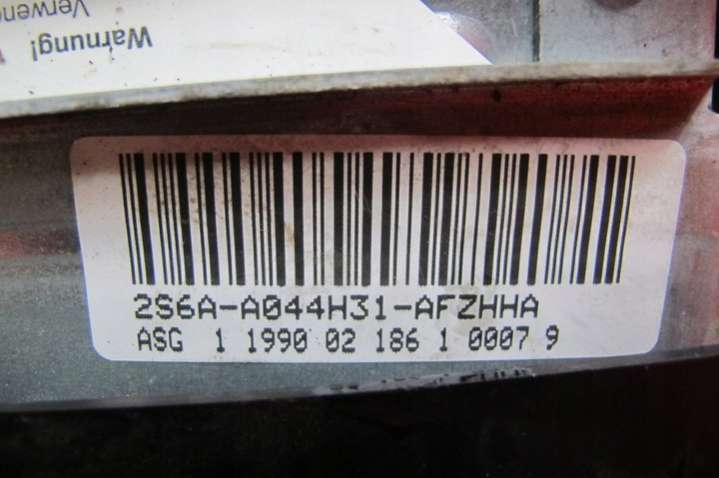 Warnung!
Verwend
2S6A-A044H31-AFZHHA
ASG 1 1990 02 186 1 0007 9